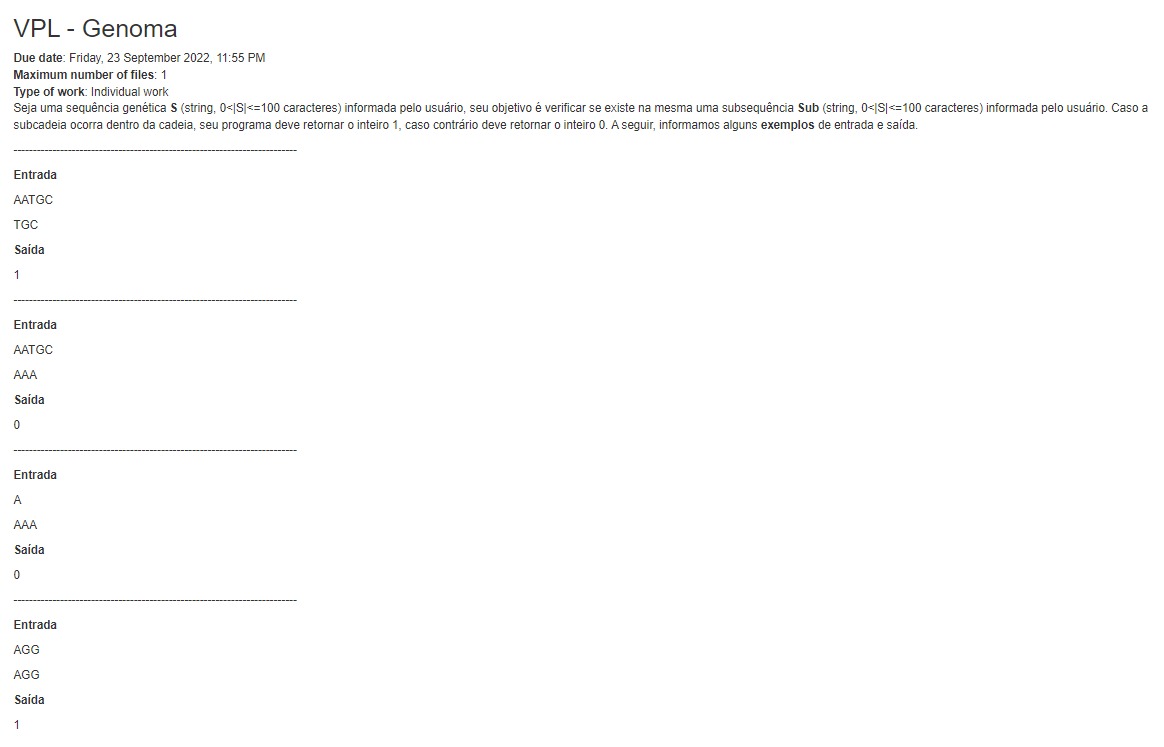 VPL - Genoma
Due date: Friday, 23 September 2022, 11:55 PM
Maximum number of files: 1
Type of work: Individual work
Seja uma sequência genética S (string, 0<|S|<=100 caracteres) informada pelo usuário, seu objetivo é verificar se existe na mesma uma subsequência Sub (string, 0<|S|<=100 caracteres) informada pelo usuário. Caso a
subcadeia ocorra dentro da cadeia, seu programa deve retornar o inteiro 1, caso contrário deve retornar o inteiro 0. A seguir, informamos alguns exemplos de entrada e saída.
-----------------------------------------------------------------------
Entrada
AATGC
TGC
Saída
1
-----------------------------------------------------------------------
Entrada
AATGC
AAA
Saída
0
-----------------------------------------------------------------------
Entrada
A
AAA
Saída
0
-----------------------------------------------------------------------
Entrada
AGG
AGG
Saída
1